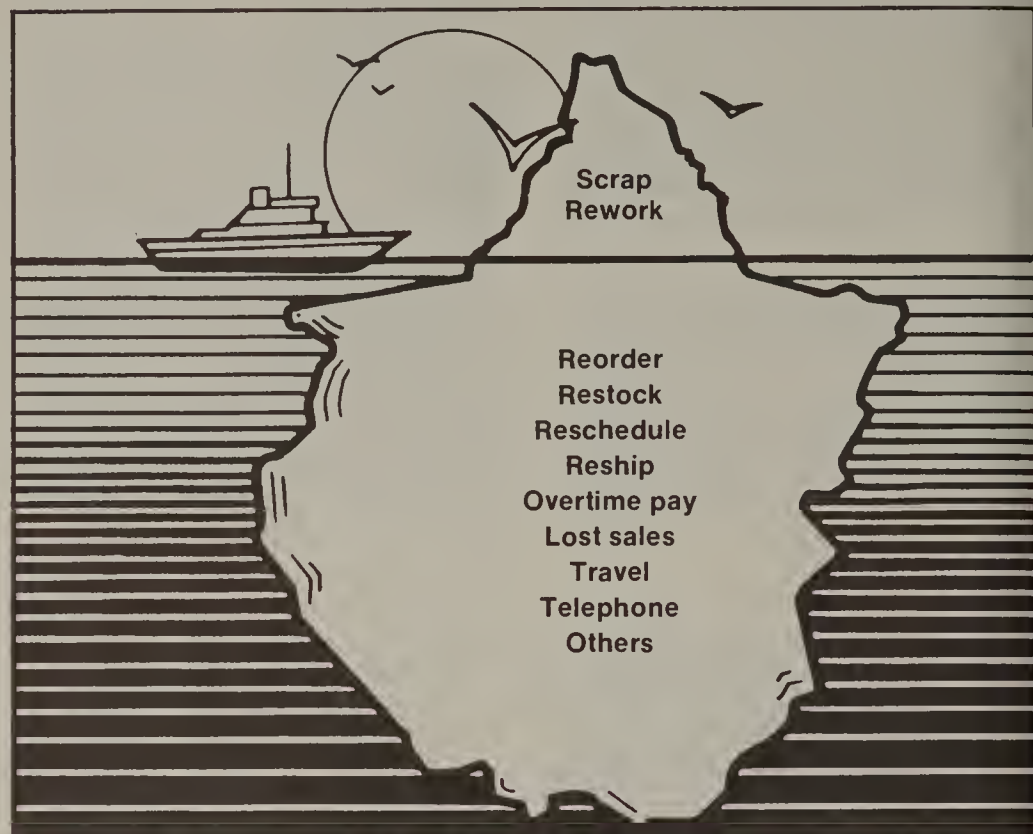 Scrap
Rework
Reorder
Restock
Reschedule
Reship
Overtime pay
Lost sales
Travel
Telephone
Others